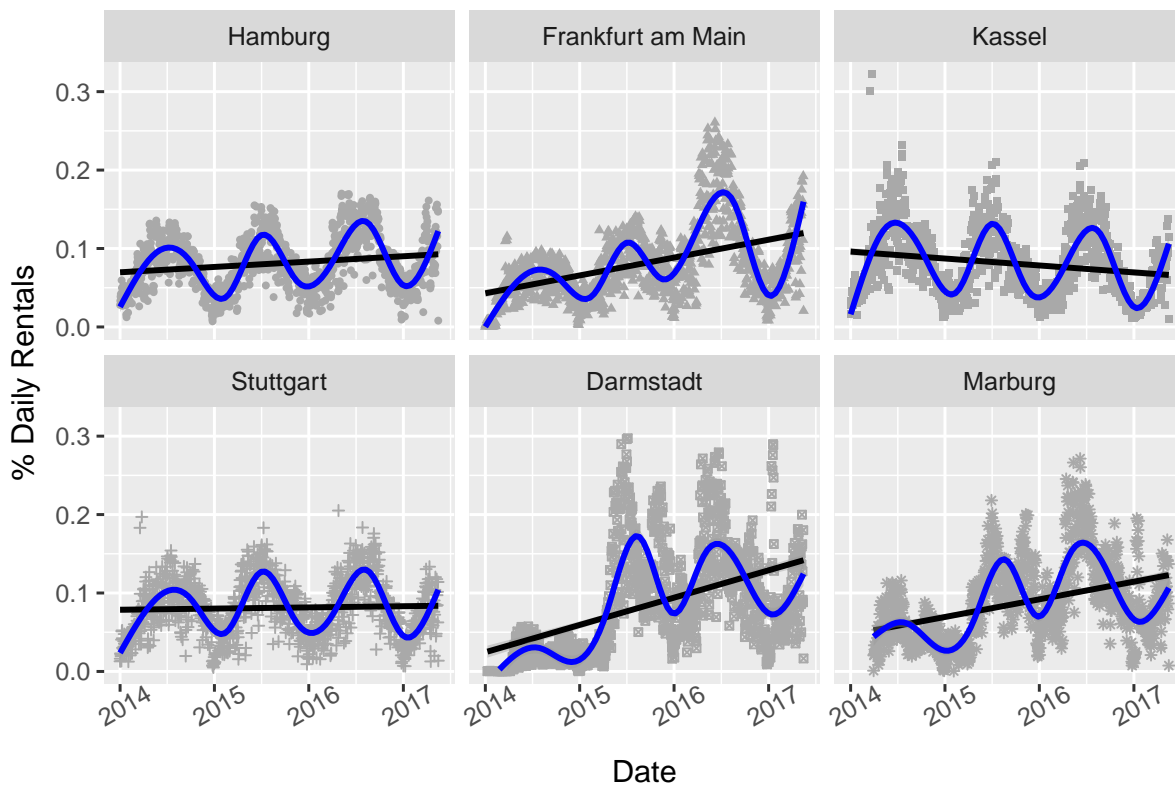 Hamburg Frankfurt am Main Kassel
0.3
0.2
0.1
0.0
Stuttgart Darmstadt Marburg
0.3
0.2
0.1
0.0
2014 2015 2016 2017 2014 2015 2016 2017 2014 2015 2016 2017
% Daily Rentals
Date